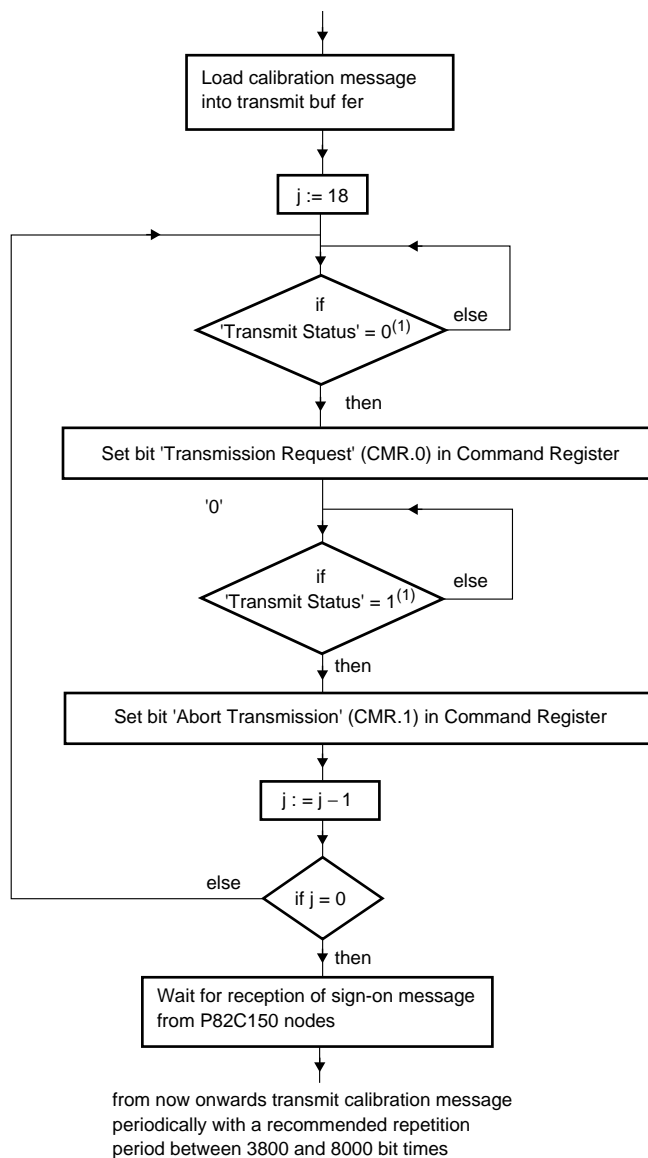 Load calibration message
into transmit buf fer
j := 18
if
'Transmit Status' = 0(1)
else
then
Set bit 'Transmission Request' (CMR.0) in Command Register
'0'
if
'Transmit Status' = 1(1)
else
then
Set bit 'Abort Transmission' (CMR.1) in Command Register
j : = j – 1
else
if j = 0
then
Wait for reception of sign-on message
from P82C150 nodes
from now onwards transmit calibration message
periodically with a recommended repetition
period between 3800 and 8000 bit times